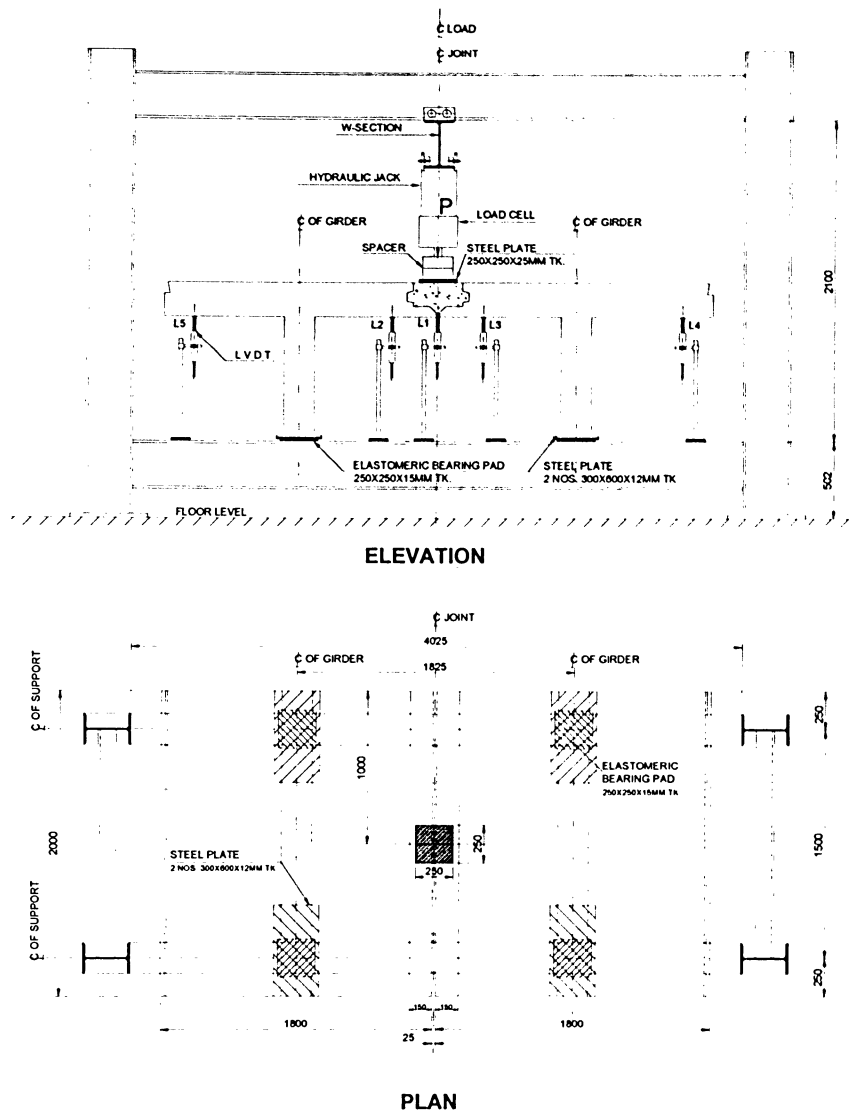 ℄ LOAD
℄ JOINT
W-SECTION
HYDRAULIC JACK
P
℄ OF GIRDER
LOAD CELL
℄ OF GIRDER
SPACER
STEEL PLATE
250X250X25MM TK.
L5
L2
L1
L3
L4
L.V.D.T
2100
ELASTOMERIC BEARING PAD
250X250X15MM TK.
STEEL PLATE
2 NOS. 300X600X12MM TK
502
FLOOR LEVEL
ELEVATION
℄ JOINT
4025
℄ OF GIRDER
1825
℄ OF GIRDER
℄ OF SUPPORT
250
1000
ELASTOMERIC
BEARING PAD
250X250X15MM TK
2000
250
1500
STEEL PLATE
2 NOS. 300X600X12MM TK
250
℄ OF SUPPORT
250
150
150
1800
1800
25
PLAN